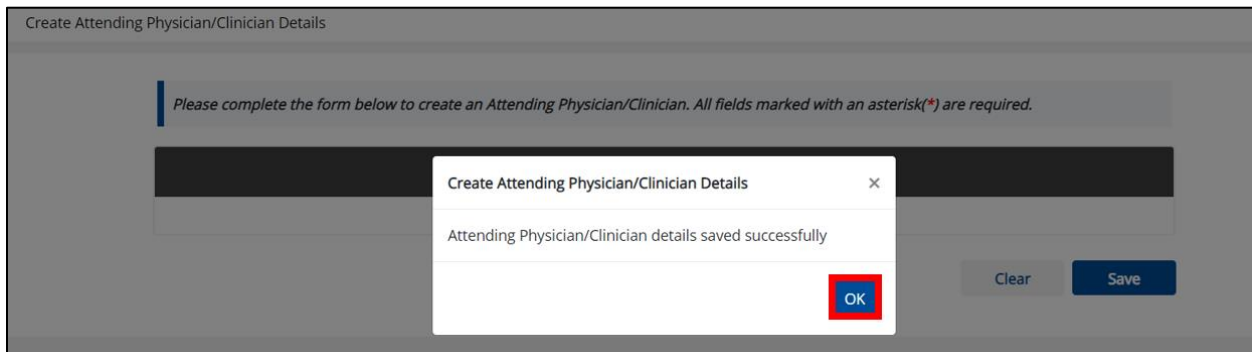 Create Attending Physician/Clinician Details
Please complete the form below to create an Attending Physician/Clinician. All fields marked with an asterisk(*) are required.
Create Attending Physician/Clinician Details ×
Attending Physician/Clinician details saved successfully
OK
Clear Save